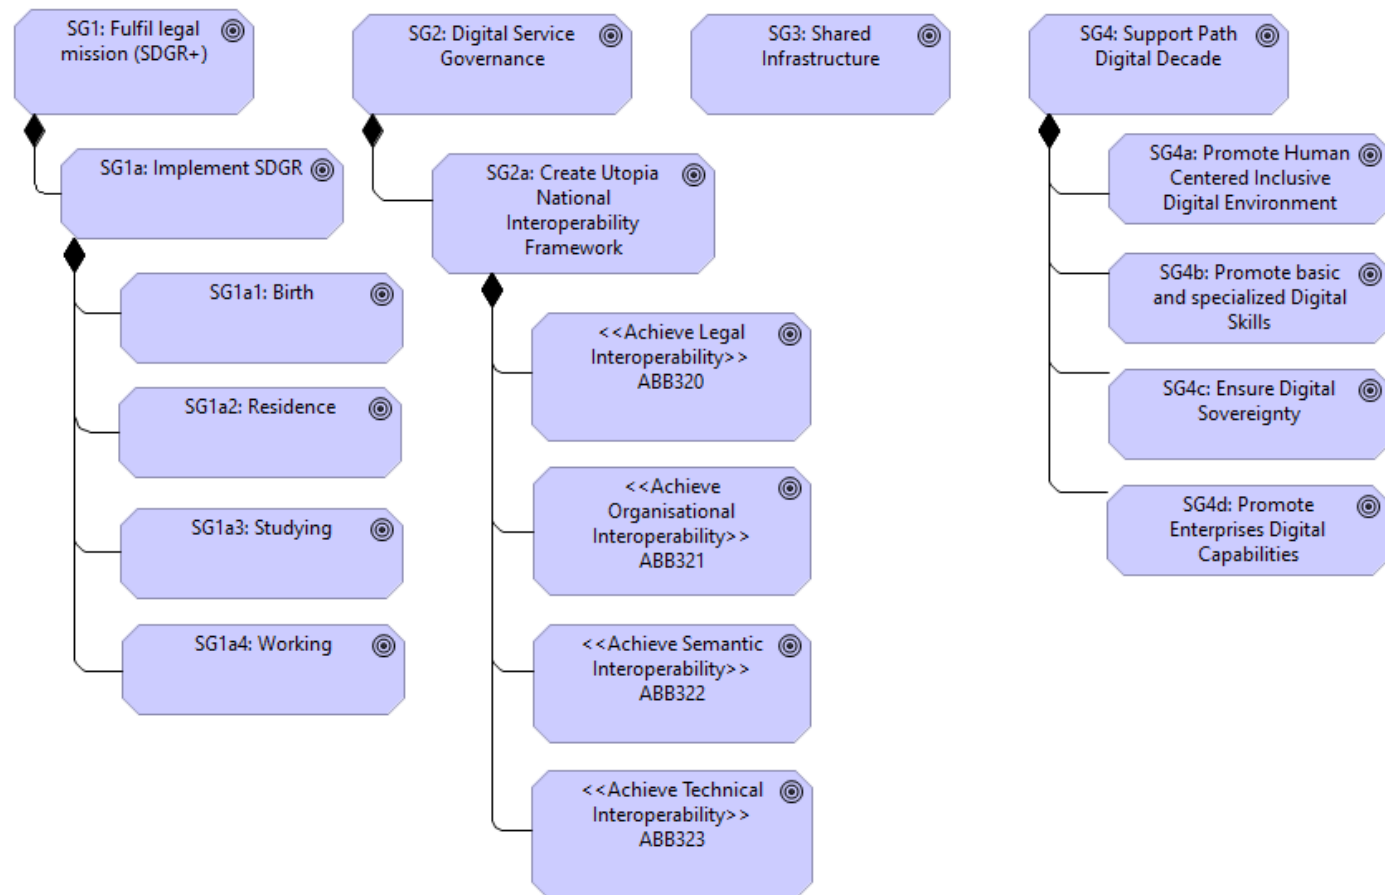 SG1: Fulfil legal
mission (SDGR+)
SG1a: Implement SDGR
SG1a1: Birth
SG1a2: Residence
SG1a3: Studying
SG1a4: Working
SG2: Digital Service
Governance
SG2a: Create Utopia
National
Interoperability
Framework
<<Achieve Legal
Interoperability>>
ABB320
<<Achieve
Organisational
Interoperability>>
ABB321
<<Achieve Semantic
Interoperability>>
ABB322
<<Achieve Technical
Interoperability>>
ABB323
SG3: Shared
Infrastructure
SG4: Support Path
Digital Decade
SG4a: Promote Human
Centered Inclusive
Digital Environment
SG4b: Promote basic
and specialized Digital
Skills
SG4c: Ensure Digital
Sovereignty
SG4d: Promote
Enterprises Digital
Capabilities